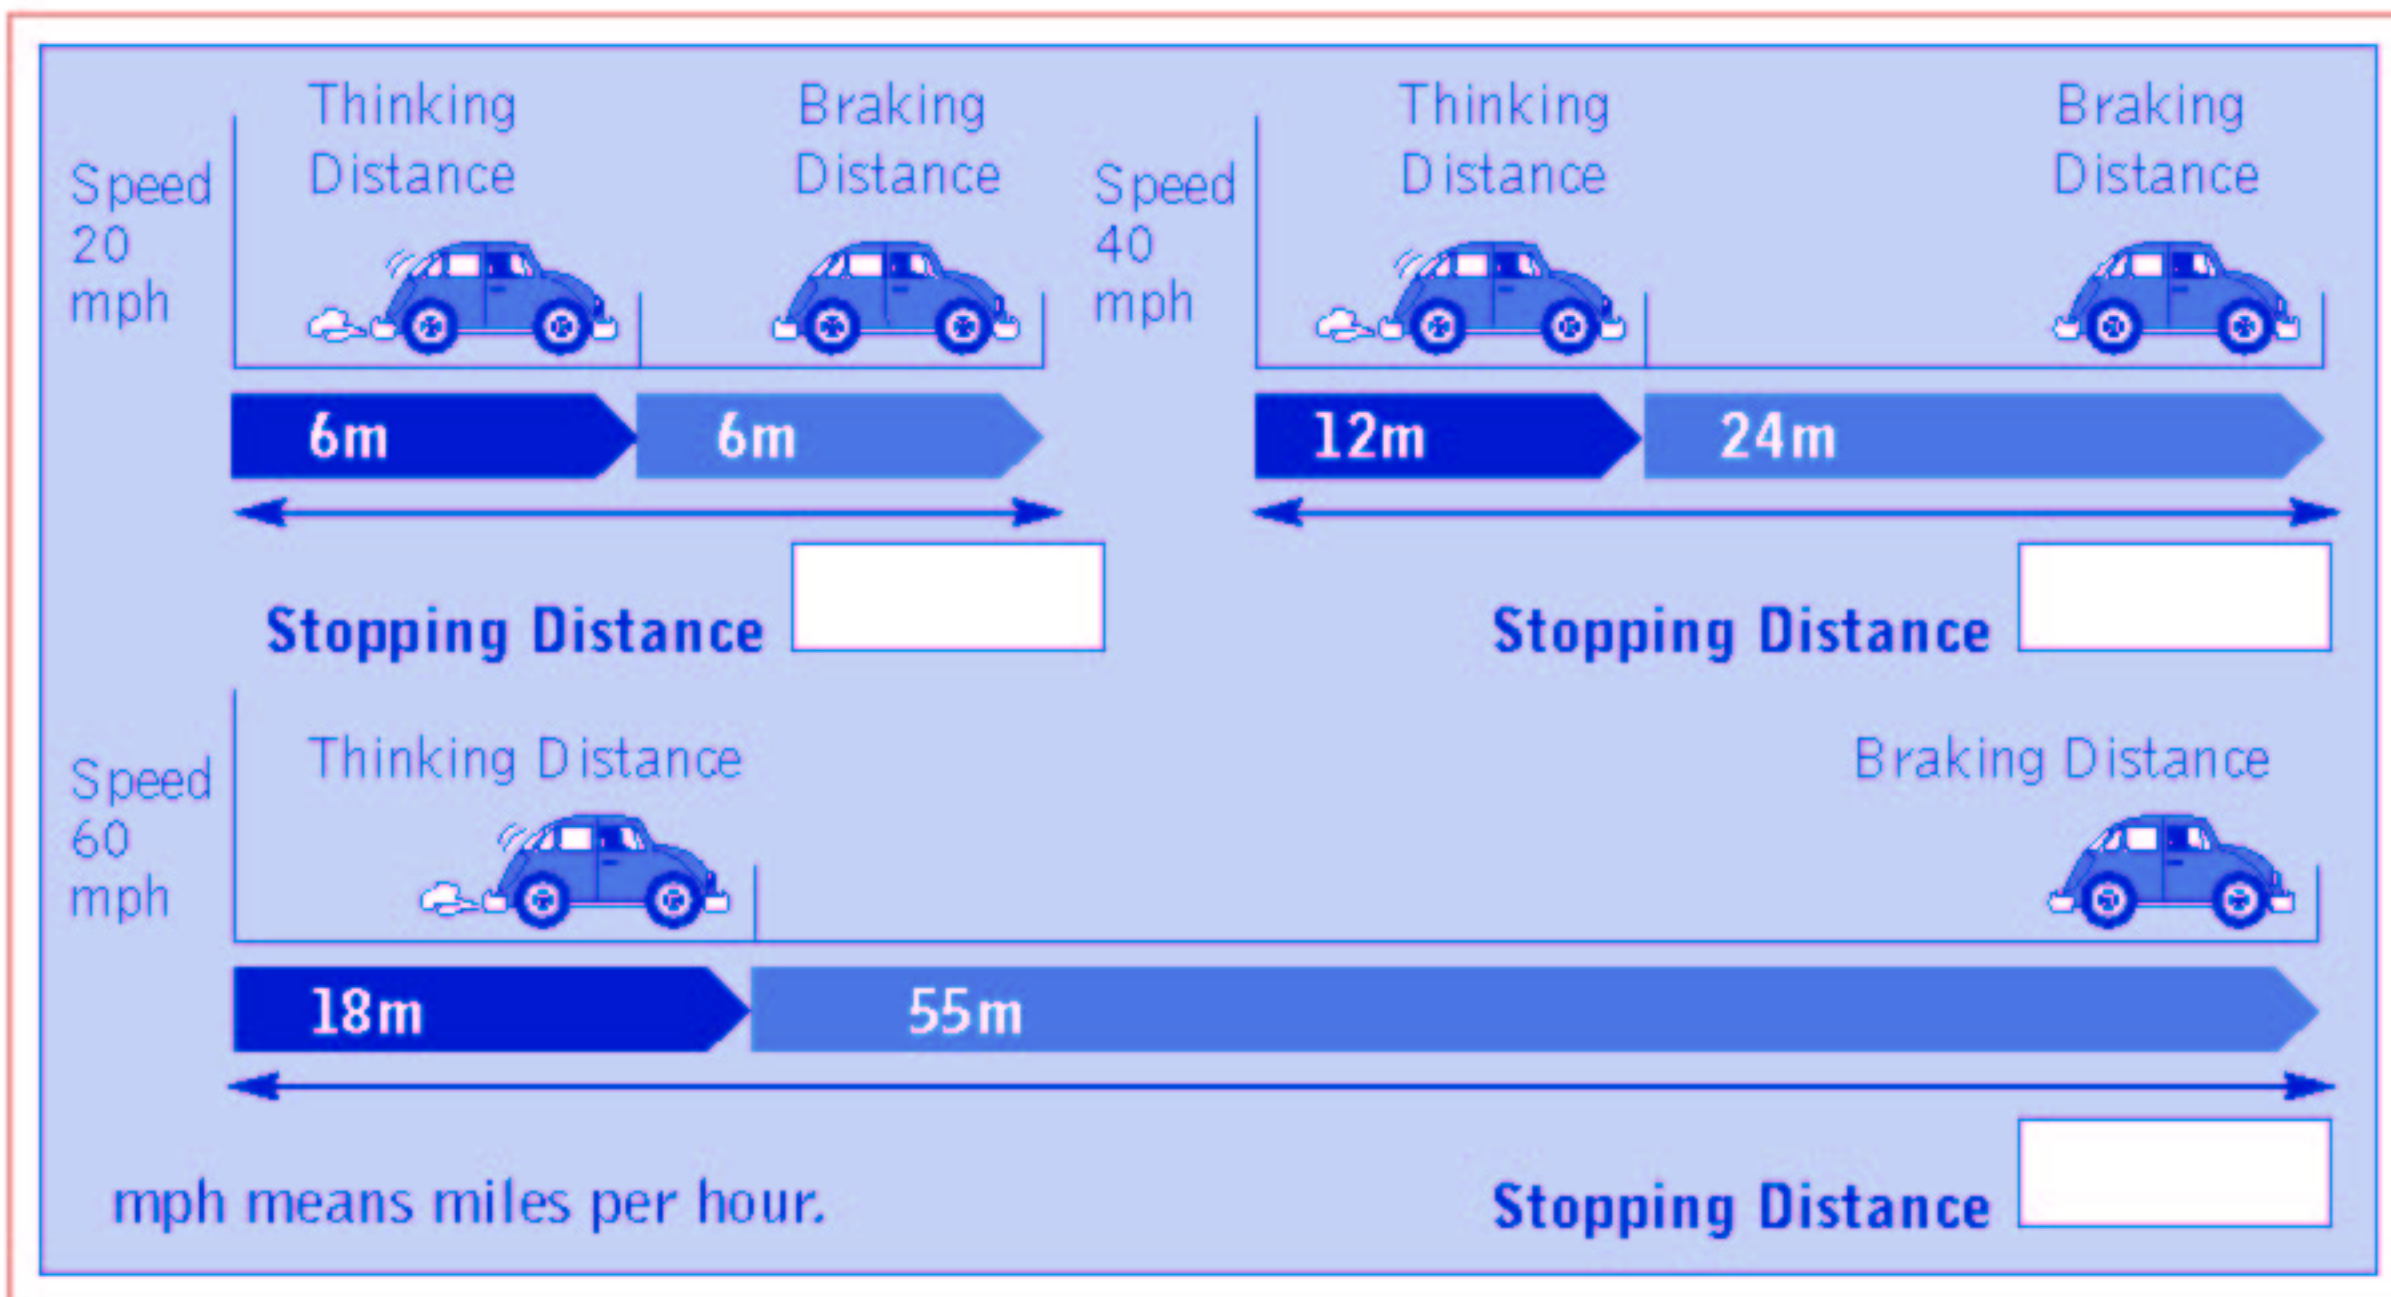 Thinking
Distance
Braking
Distance
Speed
20
mph
6m
6m
Stopping Distance
Thinking
Distance
Braking
Distance
Speed
40
mph
12m
24m
Stopping Distance
Thinking Distance
Braking Distance
Speed
60
mph
18m
55m
mph means miles per hour.
Stopping Distance